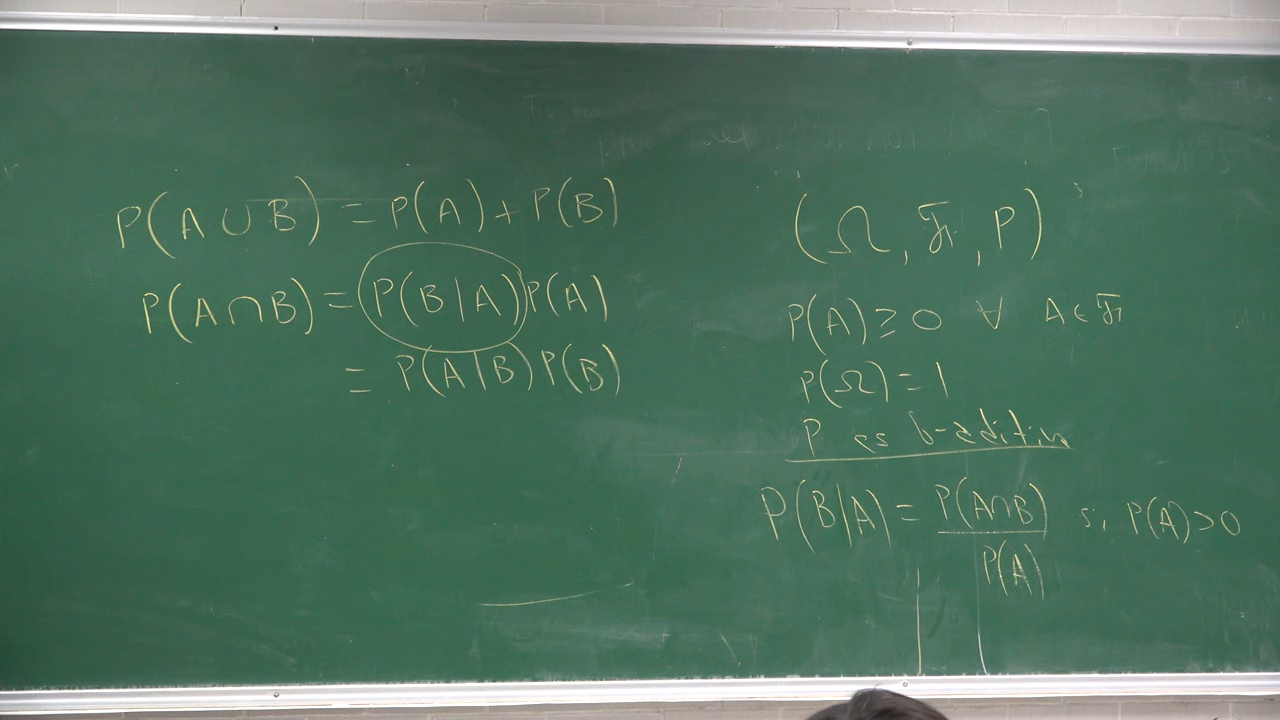 P(A ∪ B) = P(A) + P(B)
P(A ∩ B) = P(B|A) P(A)
= P(A|B) P(B)
(Ω, ℱ, P)
P(A) ≥ 0 ∀ A ∈ ℱ
P(Ω) = 1
P es σ-aditiva
P(B|A) = P(A∩B) / P(A) si P(A) > 0